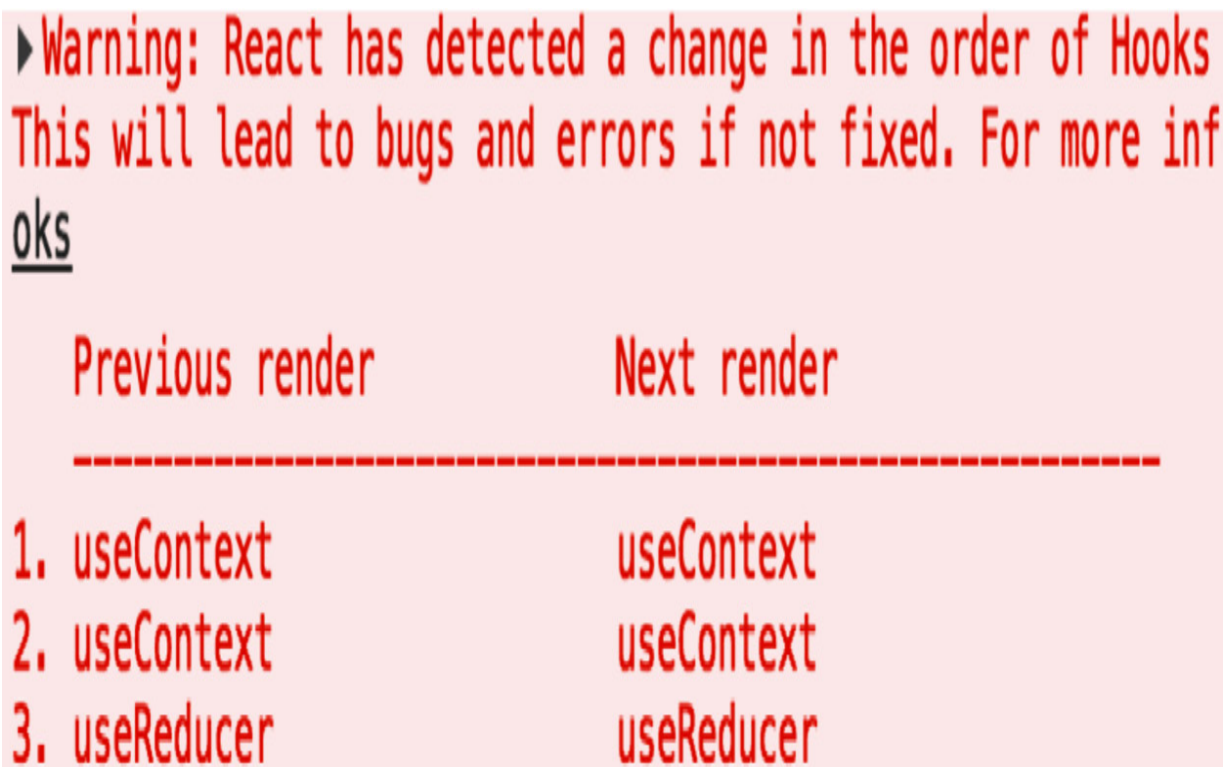 ▶Warning: React has detected a change in the order of Hooks
This will lead to bugs and errors if not fixed. For more inf
oks
Previous render Next render
------------------------------------------------------
1. useContext useContext
2. useContext useContext
3. useReducer useReducer